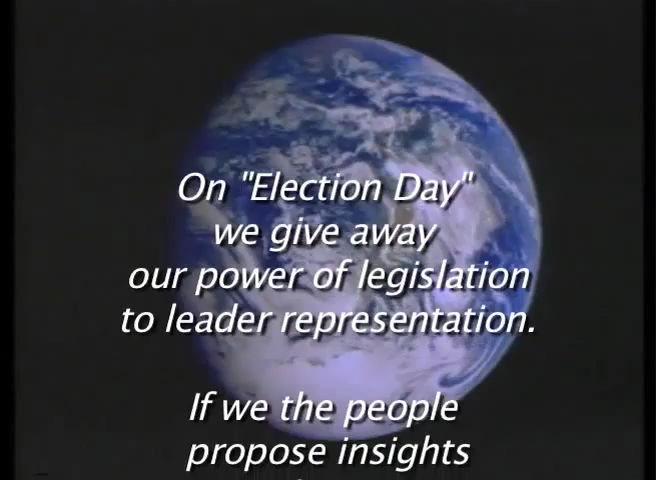 On "Election Day"
we give away
our power of legislation
to leader representation.
If we the people
propose insights